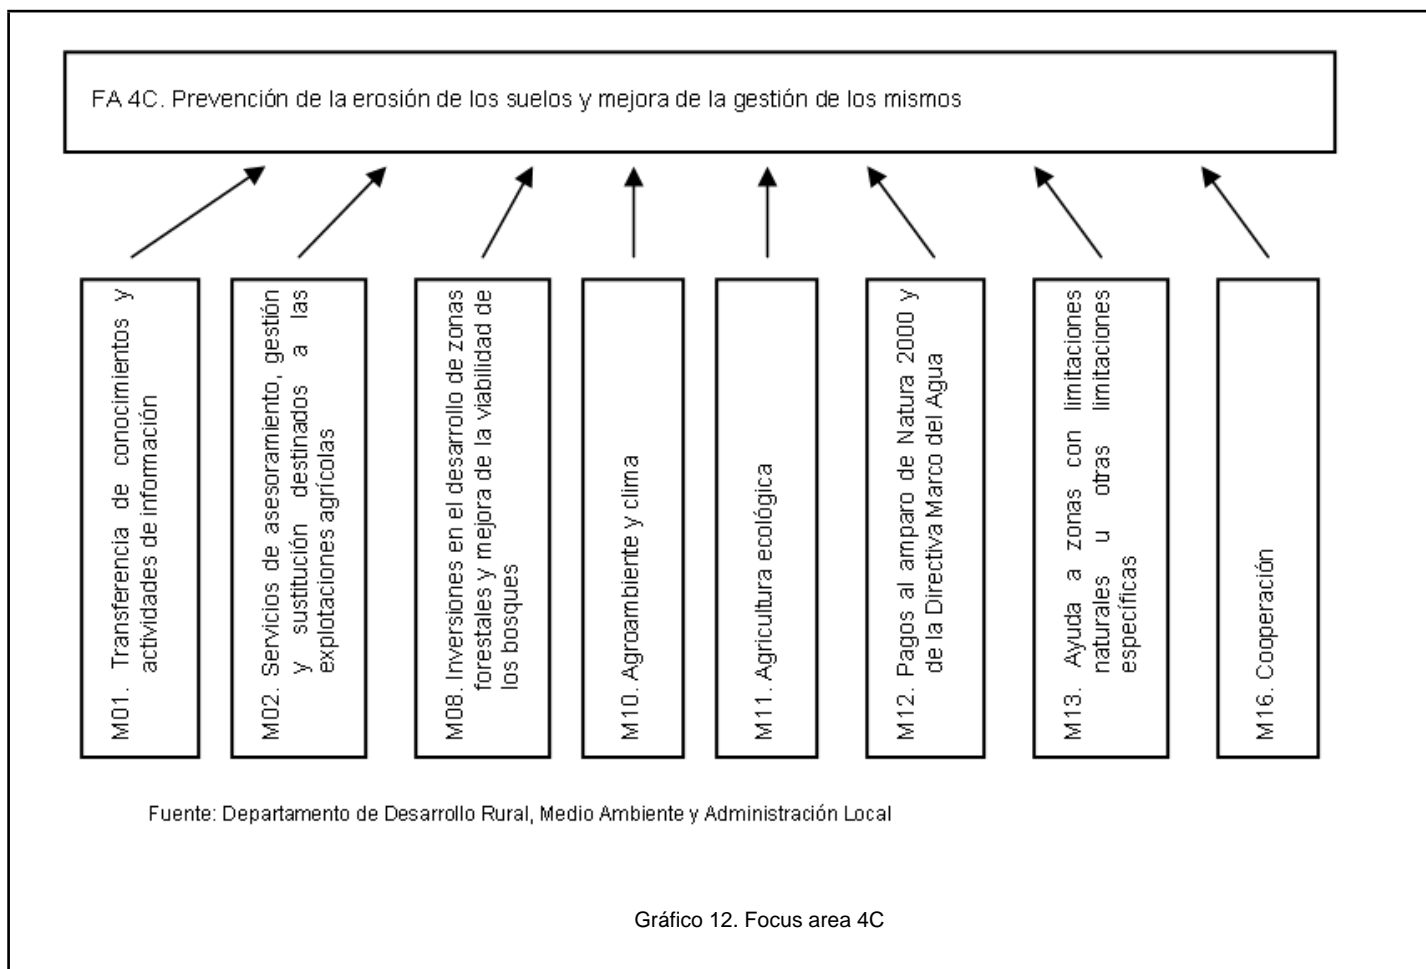 FA 4C. Prevención de la erosión de los suelos y mejora de la gestión de los mismos
M01. Transferencia de conocimientos y
actividades de información
M02. Servicios de asesoramiento, gestión
y sustitución destinados a las
explotaciones agrícolas
M08. Inversiones en el desarrollo de zonas
forestales y mejora de la viabilidad de
los bosques
M10. Agroambiente y clima
M11. Agricultura ecológica
M12. Pagos al amparo de Natura 2000 y
de la Directiva Marco del Agua
M13. Ayuda a zonas con limitaciones
naturales u otras limitaciones
específicas
M16. Cooperación
Fuente: Departamento de Desarrollo Rural, Medio Ambiente y Administración Local
Gráfico 12. Focus area 4C